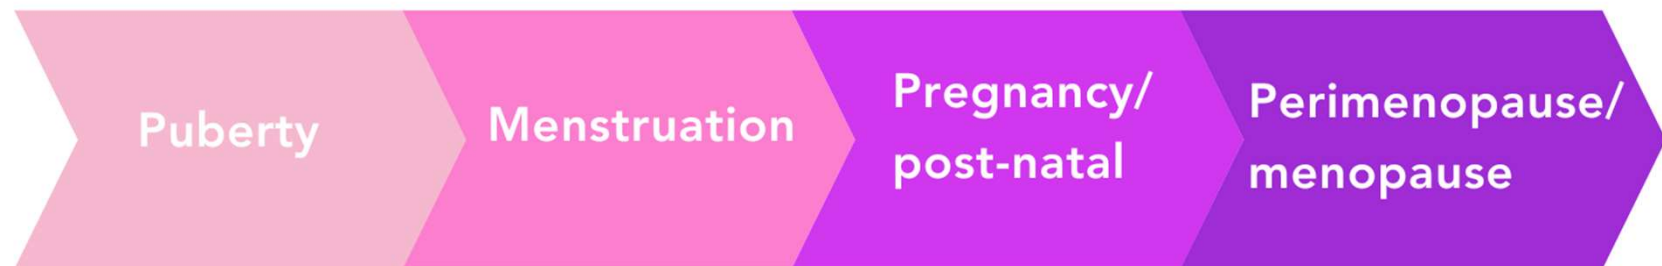 Puberty
Menstruation
Pregnancy/
post-natal
Perimenopause/
menopause